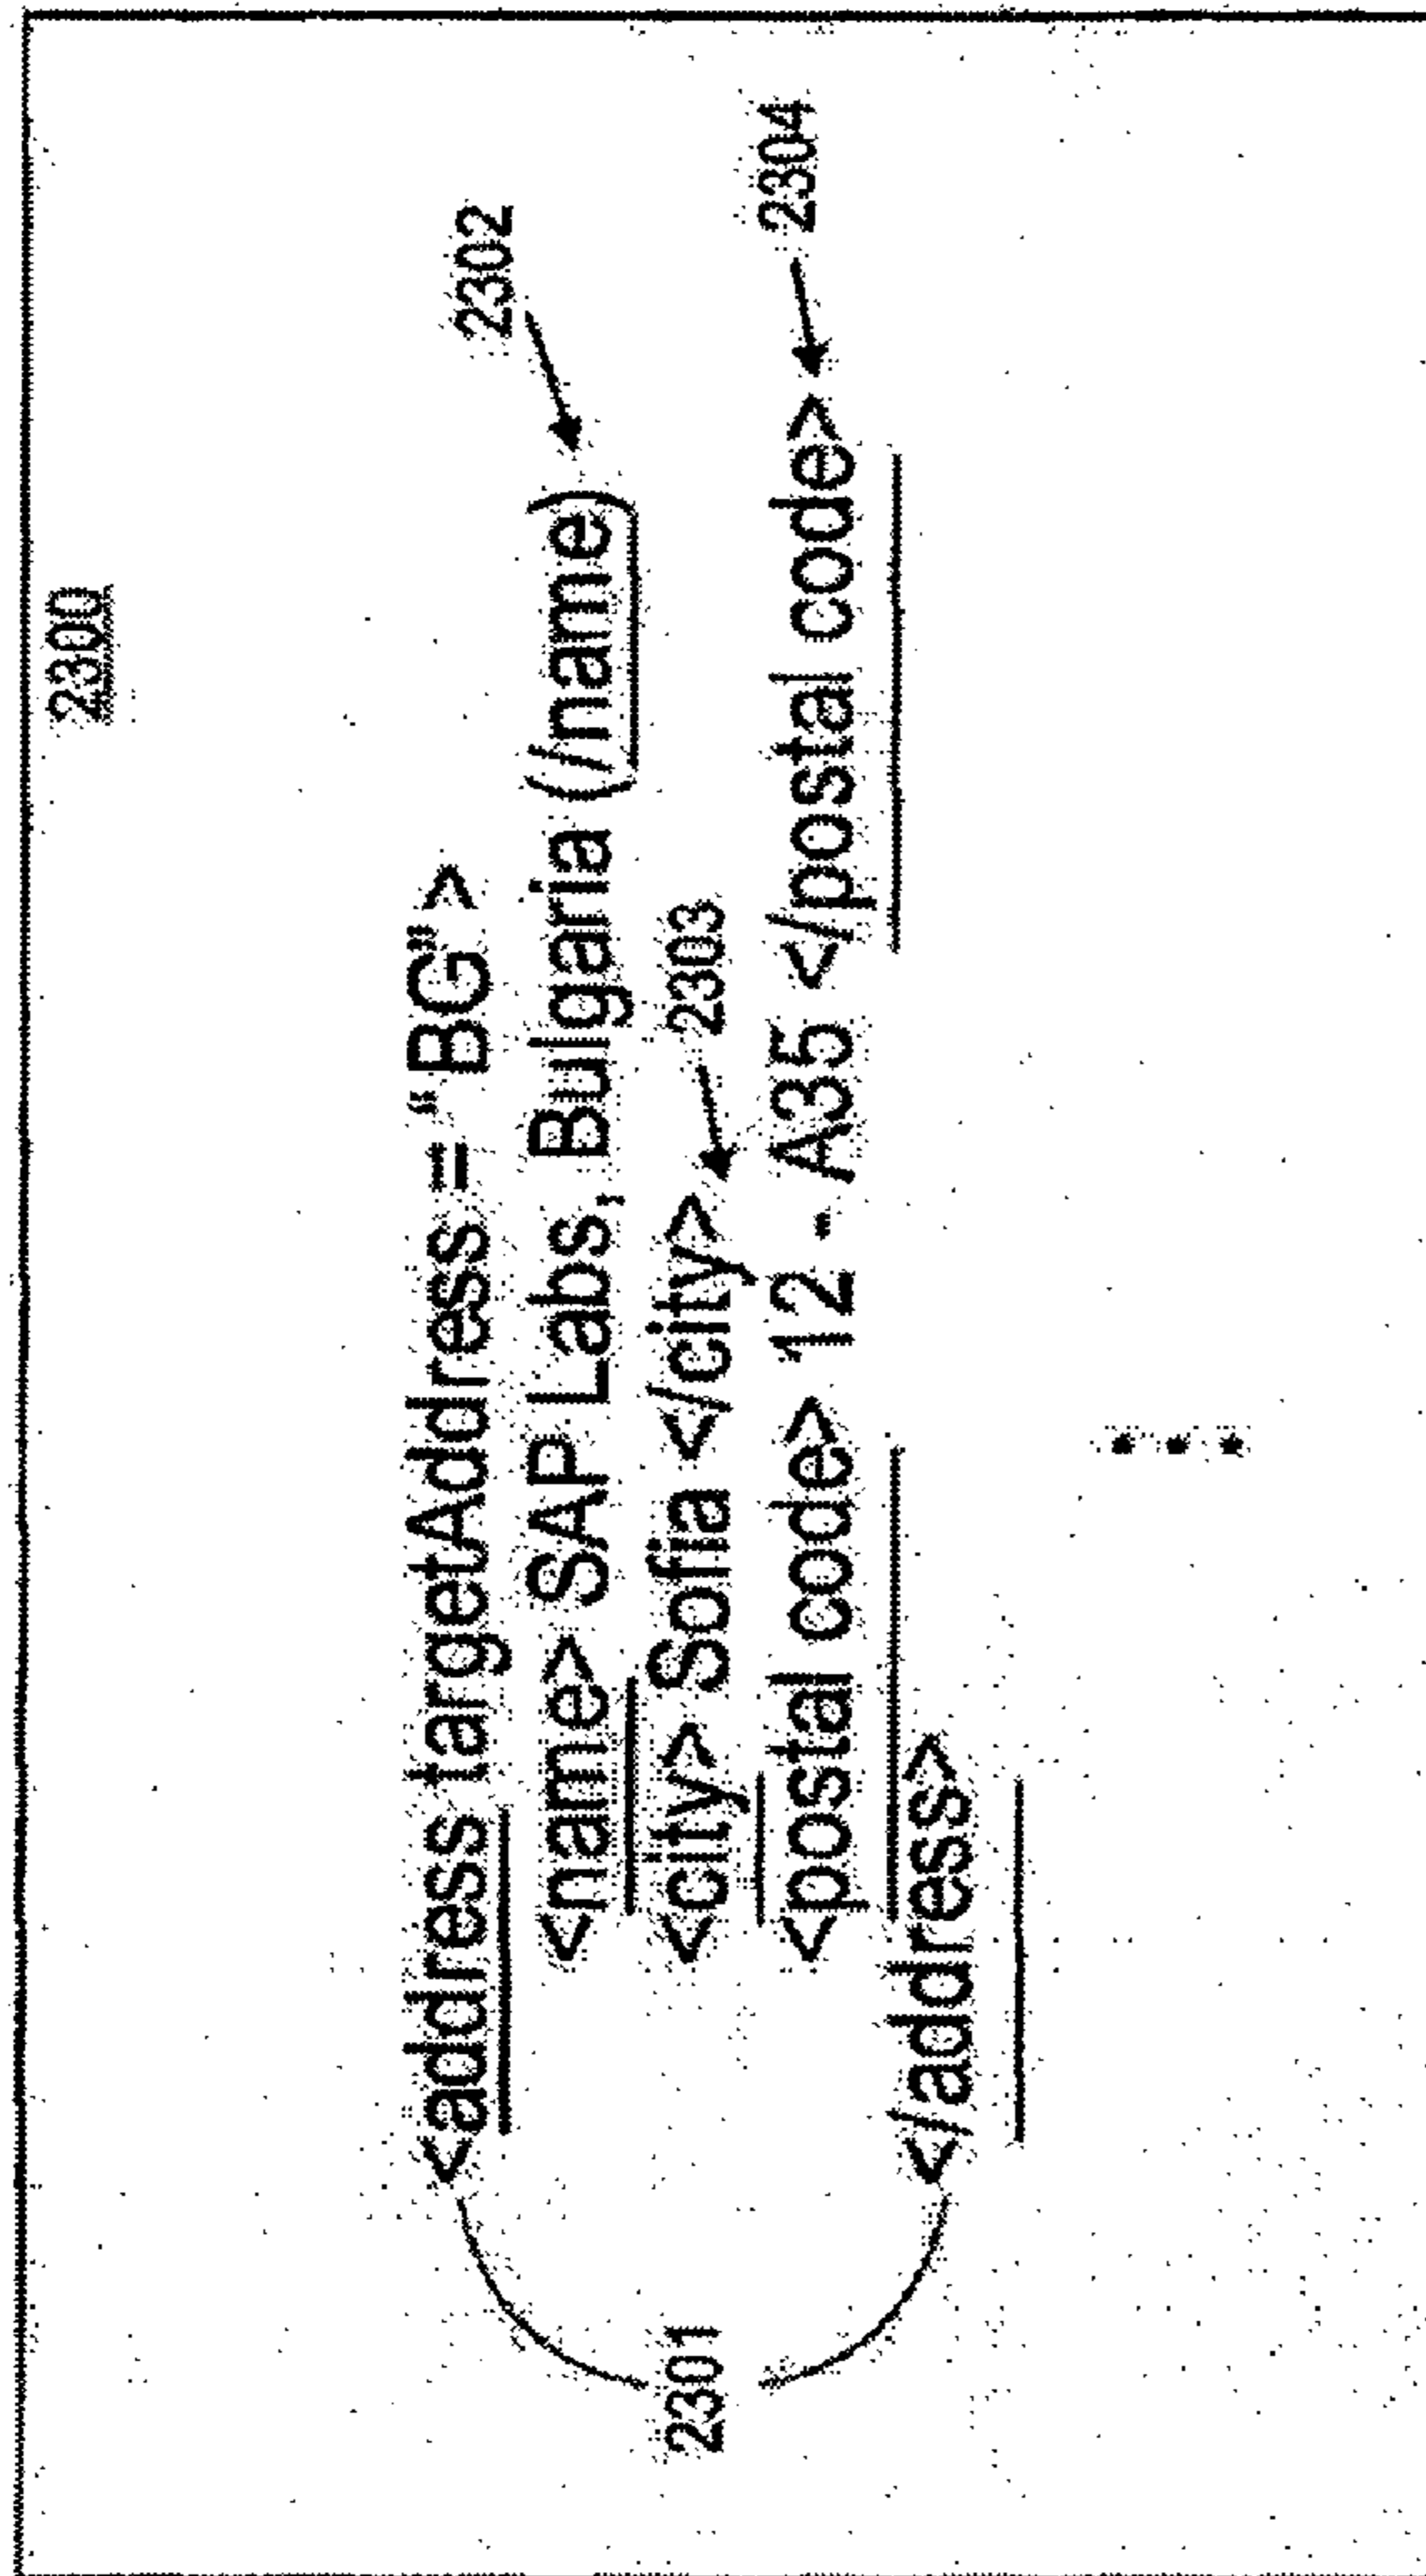 2300
<address targetAddress = "BG">
<name> SAP Labs, Bulgaria (/name)
2302
<city> Sofia </city>
2303
<postal code> 12 - A35 </postal code>
2304
</address>
2301